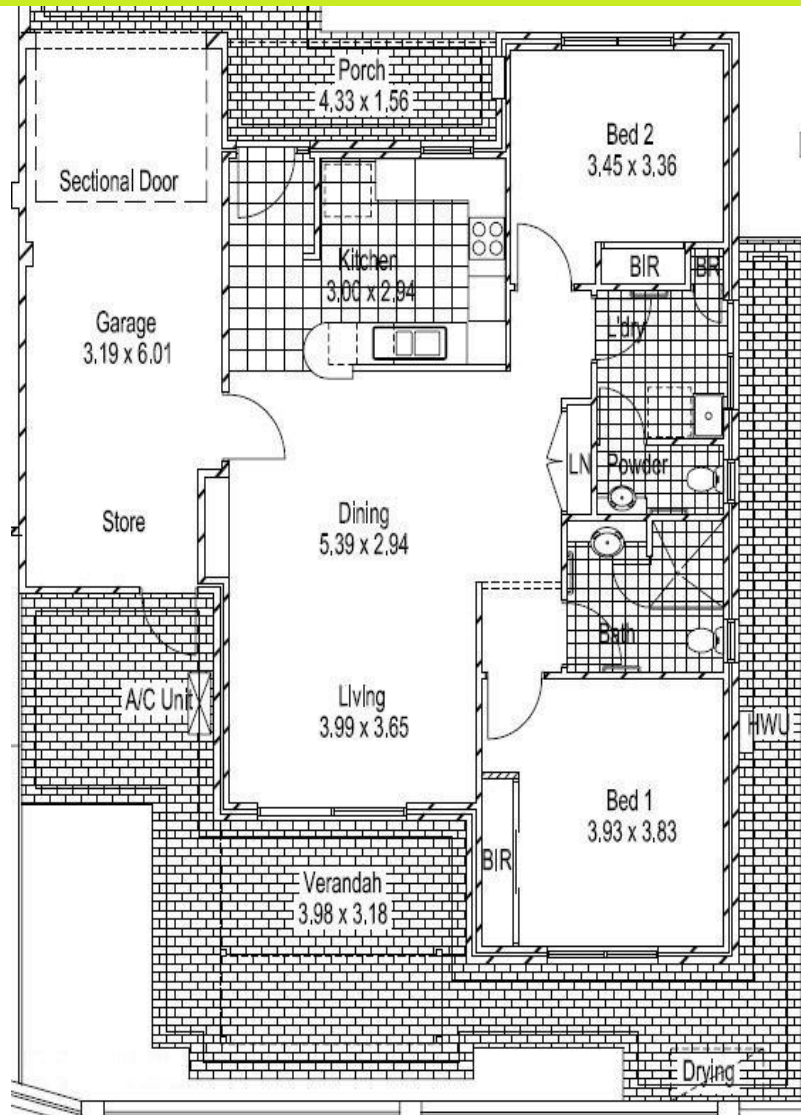 Porch
4.33 x 1.56
Bed 2
3.45 x 3.36
Sectional Door
Kitchen
3.00 x 2.94
BIR
BR
L'dry
Garage
3.19 x 6.01
LN
Powder
Store
Dining
5.39 x 2.94
Bath
A/C Unit
Living
3.99 x 3.65
HWU
Bed 1
3.93 x 3.83
BIR
Verandah
3.98 x 3.18
Drying